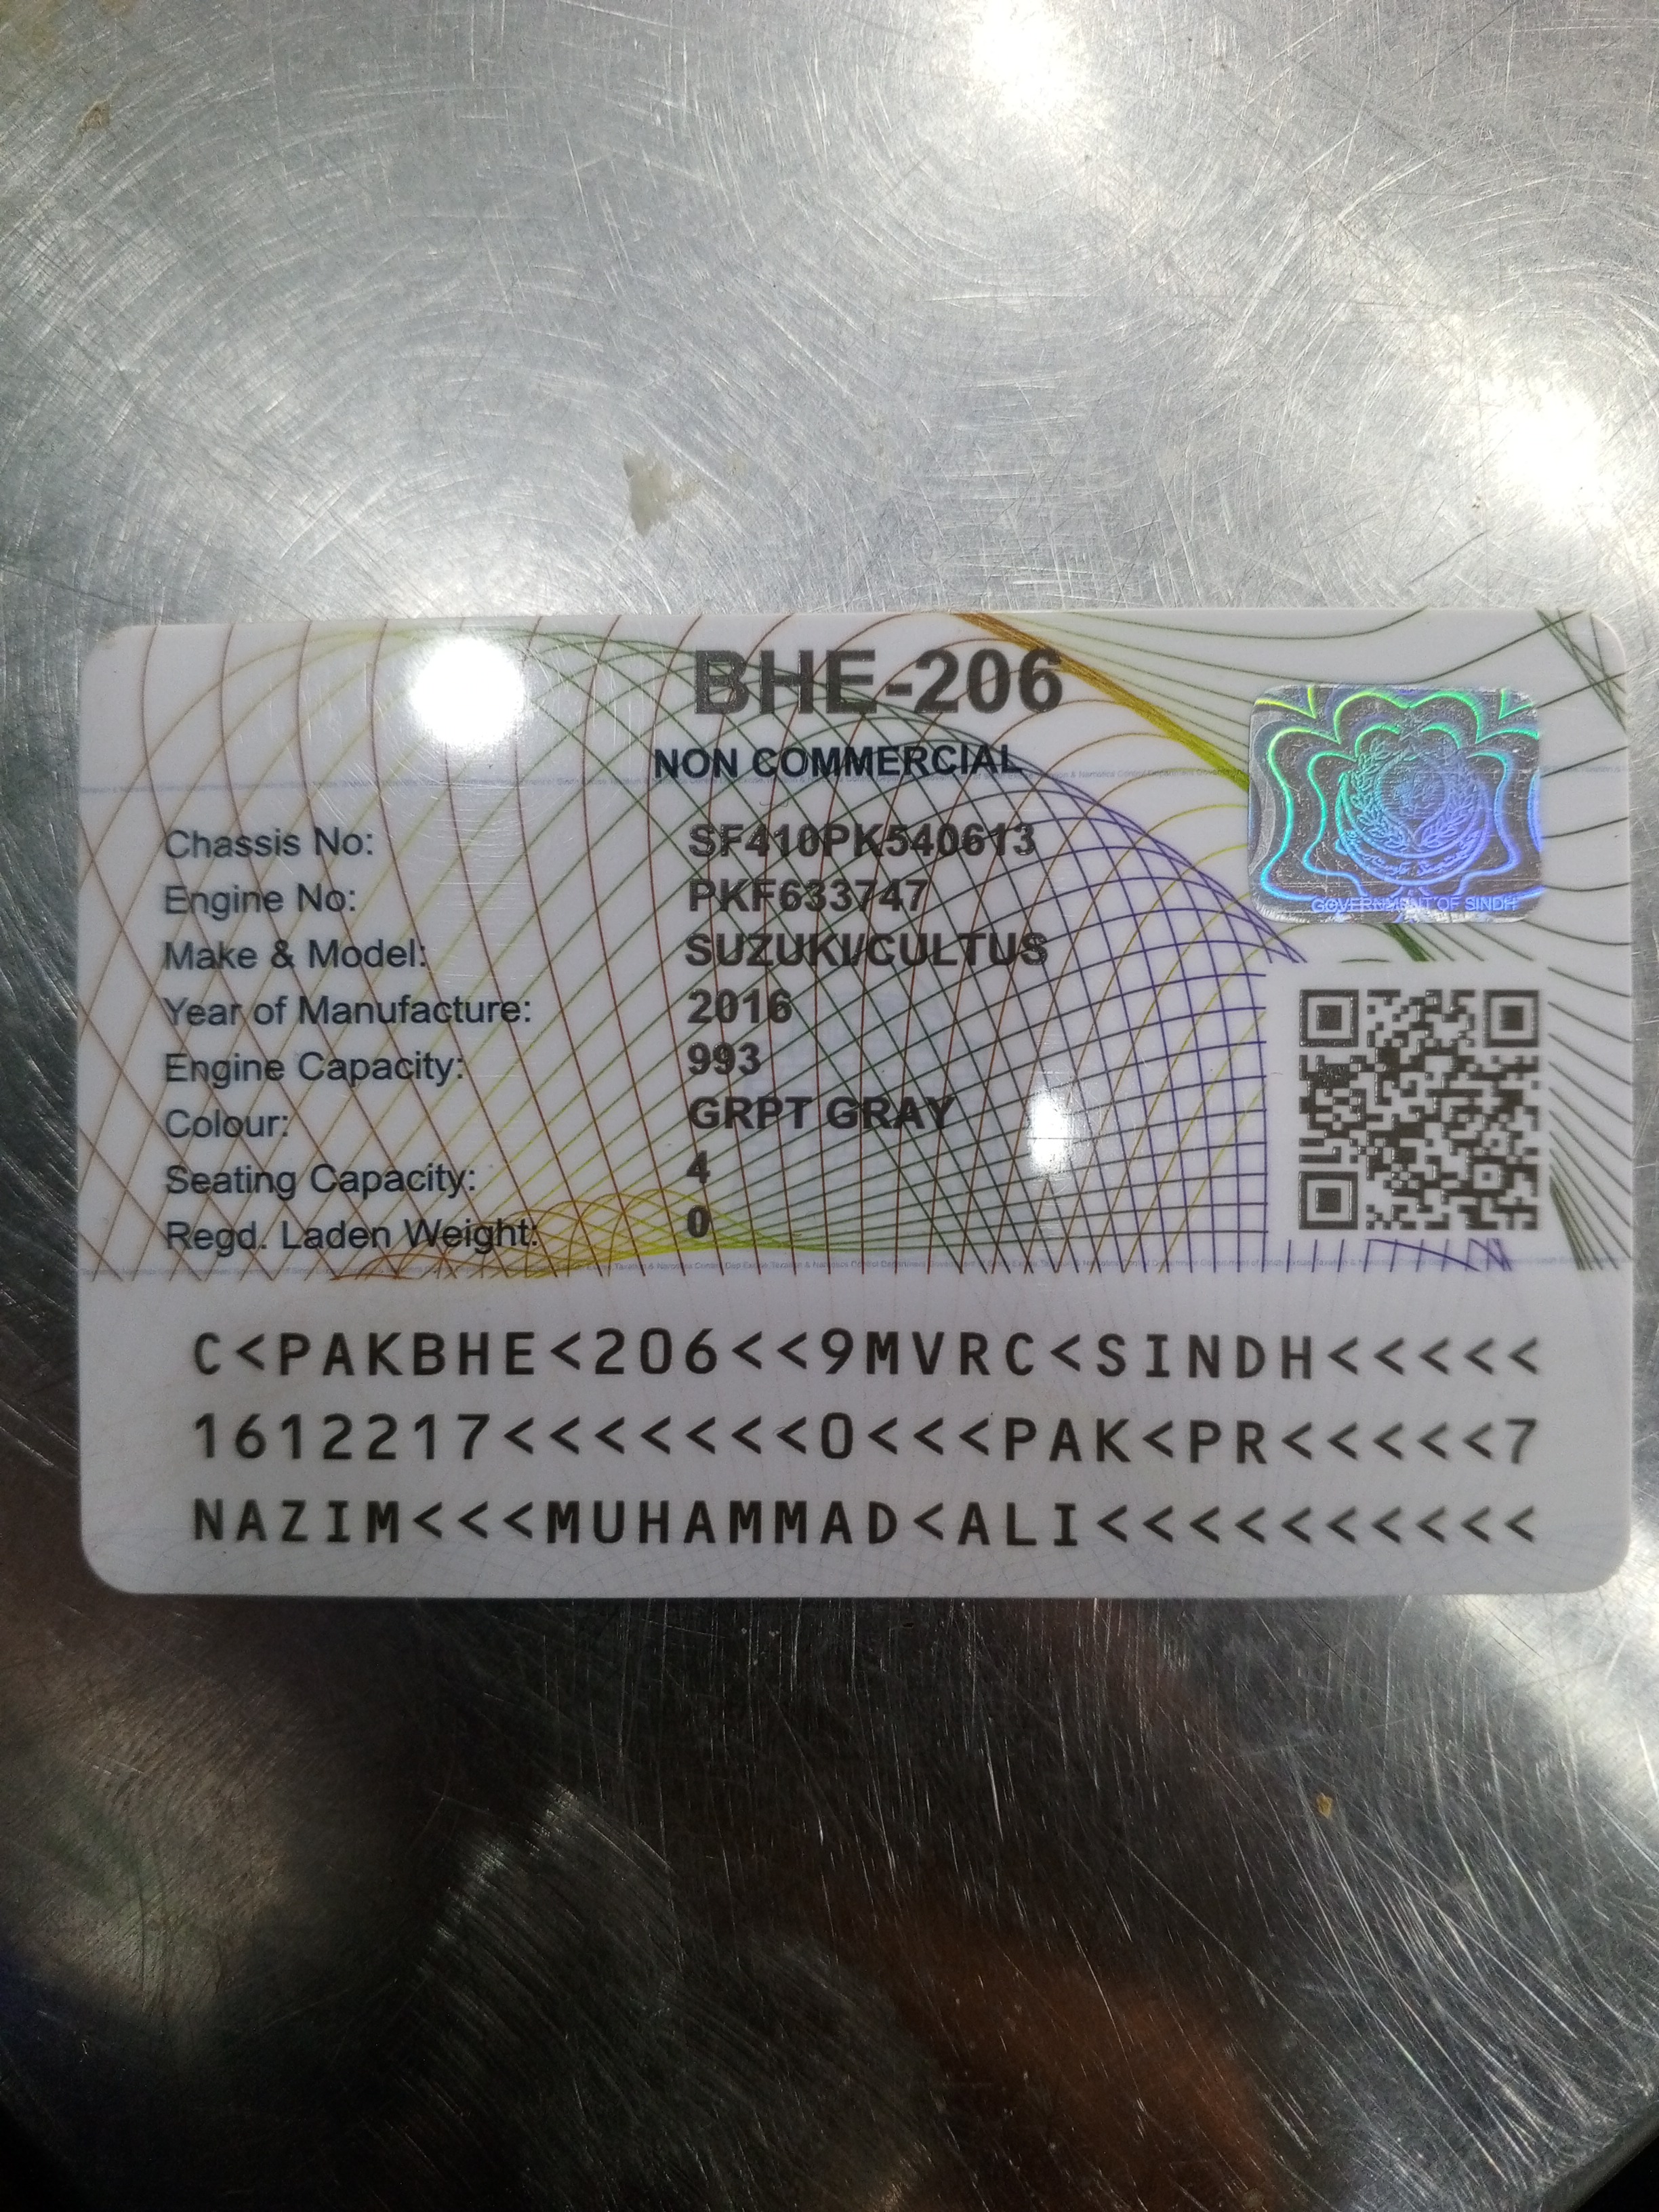 BHE-206
NON COMMERCIAL
Chassis No: SF410PK540613
Engine No: PKF633747
Make & Model: SUZUKI/CULTUS
Year of Manufacture: 2016
Engine Capacity: 993
Colour: GRPT GRAY
Seating Capacity: 4
Regd. Laden Weight: 0
GOVERNMENT OF SINDH
C<PAKBHE<206<<9MVRC<SINDH<<<<<
1612217<<<<<<<0<<<PAK<PR<<<<<7
NAZIM<<<MUHAMMAD<ALI<<<<<<<<<<